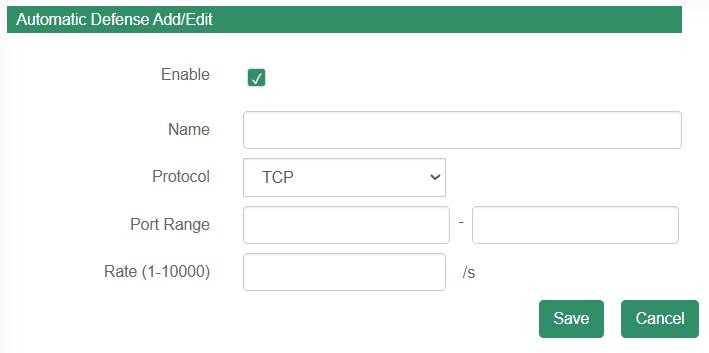 Automatic Defense Add/Edit
Enable
Name
Protocol TCP
Port Range -
Rate (1-10000) /s
Save Cancel